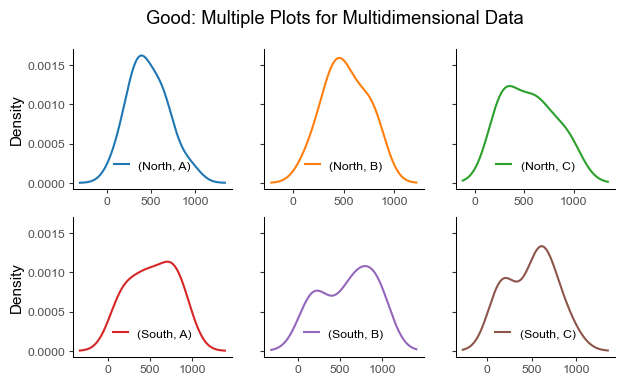 Good: Multiple Plots for Multidimensional Data
Density
0.0015
0.0010
0.0005
0.0000
(North, A)
0 500 1000
(North, B)
0 500 1000
(North, C)
0 500 1000
Density
0.0015
0.0010
0.0005
0.0000
(South, A)
0 500 1000
(South, B)
0 500 1000
(South, C)
0 500 1000